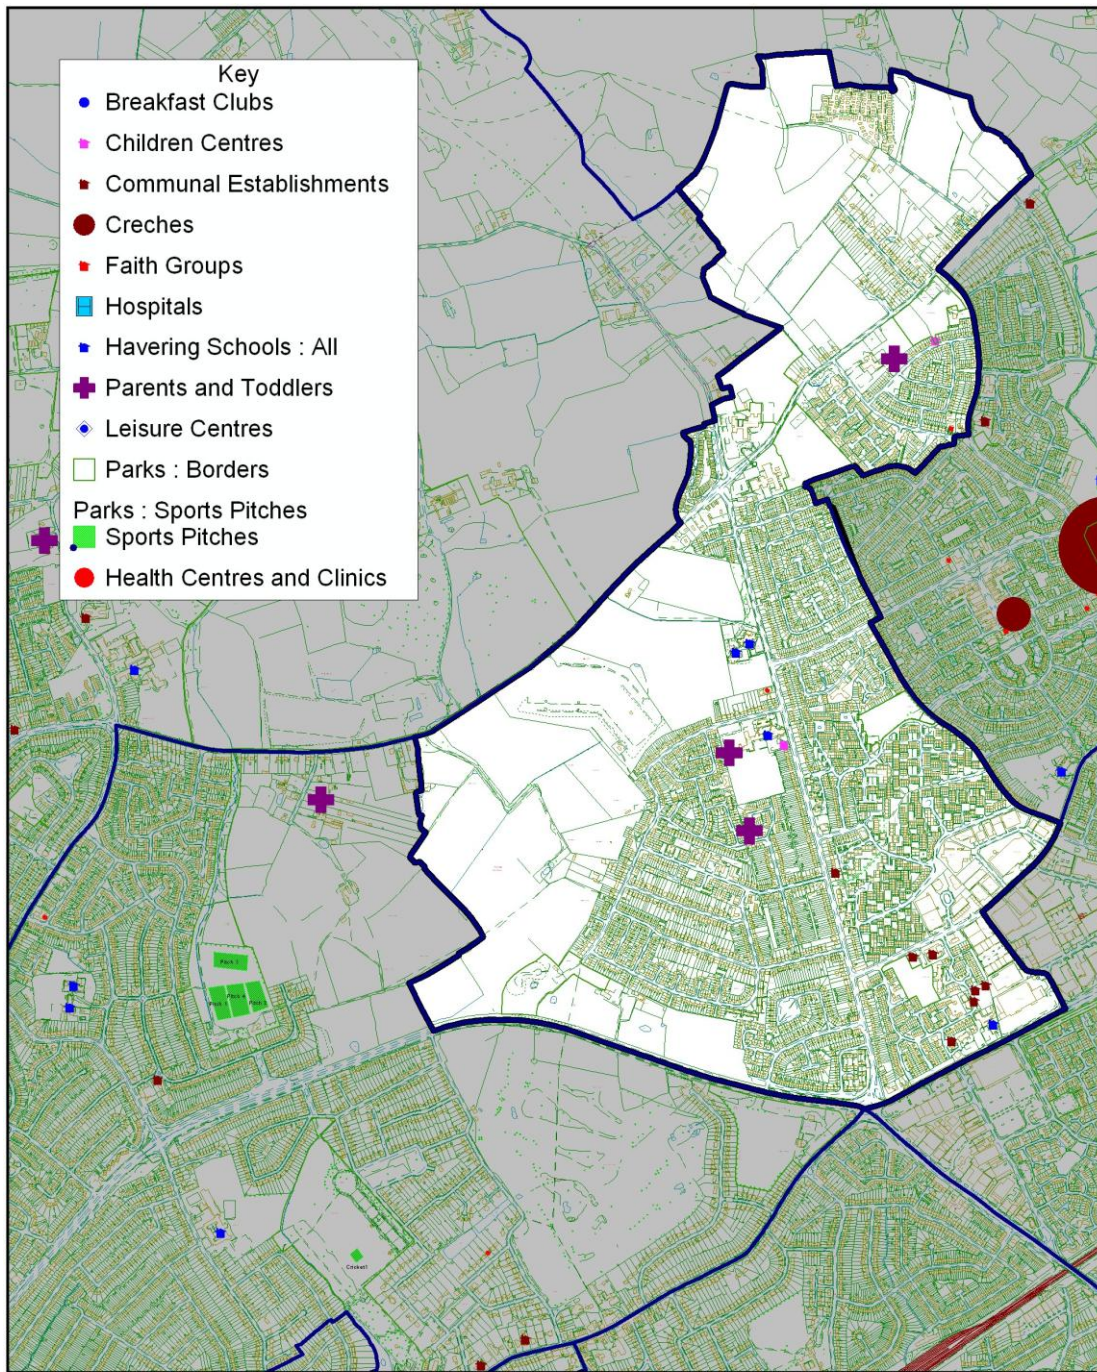 Key
Breakfast Clubs
Children Centres
Communal Establishments
Creches
Faith Groups
Hospitals
Havering Schools : All
Parents and Toddlers
Leisure Centres
Parks : Borders
Parks : Sports Pitches
Sports Pitches
Health Centres and Clinics
Cricket1